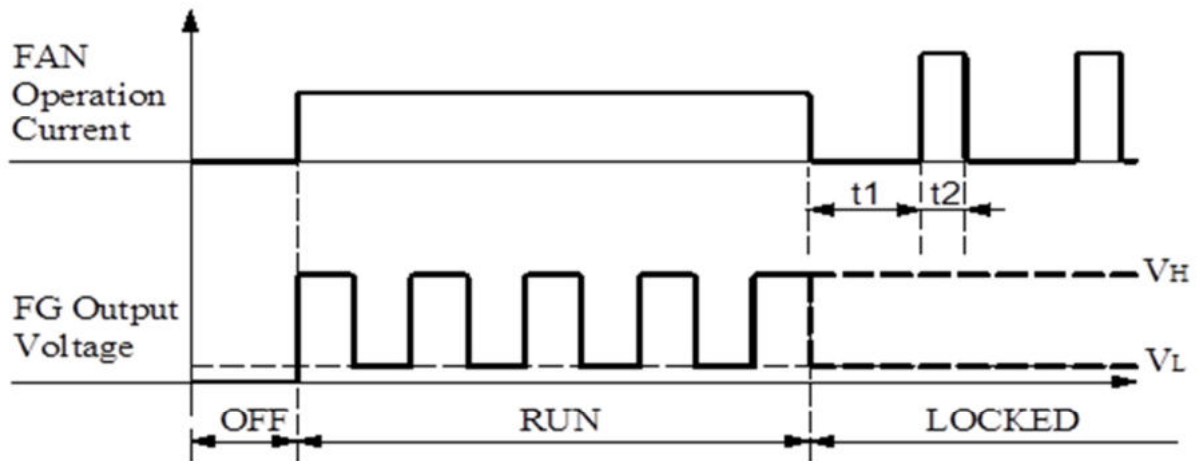 FAN
Operation
Current
t1
t2
FG Output
Voltage
VH
VL
OFF
RUN
LOCKED